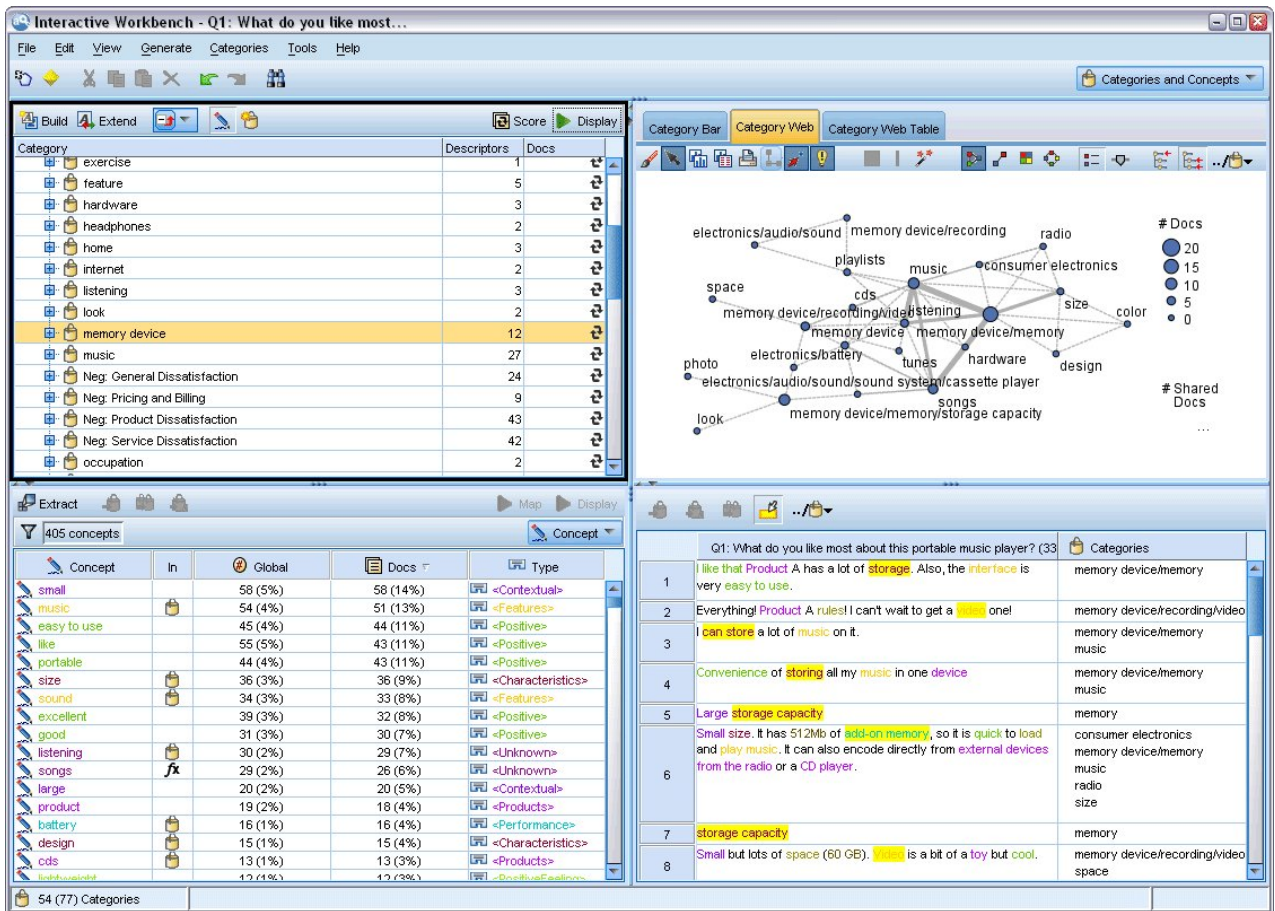 Interactive Workbench - Q1: What do you like most...
File Edit View Generate Categories Tools Help
Categories and Concepts
Build Extend Score Display
Category Descriptors Docs
exercise 1
feature 5
hardware 3
headphones 2
home 3
internet 2
listening 3
look 2
memory device 12
music 27
Neg: General Dissatisfaction 24
Neg: Pricing and Billing 9
Neg: Product Dissatisfaction 43
Neg: Service Dissatisfaction 42
occupation 2
Category Bar Category Web Category Web Table
../
electronics/audio/sound memory device/recording radio
playlists music consumer electronics
space cds size
memory device/recording/video listening color
memory device memory device/memory
electronics/battery tunes hardware design
photo
electronics/audio/sound/sound system/cassette player
songs
look memory device/memory/storage capacity
# Docs
20
15
10
5
0
# Shared
Docs
...
Extract Map Display
405 concepts Concept
Concept In Global Docs Type
small 58 (5%) 58 (14%) <Contextual>
music 54 (4%) 51 (13%) <Features>
easy to use 45 (4%) 44 (11%) <Positive>
like 55 (5%) 43 (11%) <Positive>
portable 44 (4%) 43 (11%) <Positive>
size 36 (3%) 36 (9%) <Characteristics>
sound 34 (3%) 33 (8%) <Features>
excellent 39 (3%) 32 (8%) <Positive>
good 31 (3%) 30 (7%) <Positive>
listening 30 (2%) 29 (7%) <Unknown>
songs fx 29 (2%) 26 (6%) <Unknown>
large 20 (2%) 20 (5%) <Contextual>
product 19 (2%) 18 (4%) <Products>
battery 16 (1%) 16 (4%) <Performance>
design 15 (1%) 15 (4%) <Characteristics>
cds 13 (1%) 13 (3%) <Products>
lightweight 12 (1%) 12 (3%) <PositiveFeeling>
../
Q1: What do you like most about this portable music player? (33 Categories
1 I like that Product A has a lot of storage. Also, the interface is memory device/memory
very easy to use.
2 Everything! Product A rules! I can't wait to get a video one! memory device/recording/video
3 I can store a lot of music on it. memory device/memory
music
4 Convenience of storing all my music in one device memory device/memory
music
5 Large storage capacity memory
6 Small size. It has 512Mb of add-on memory, so it is quick to load consumer electronics
and play music. It can also encode directly from external devices memory device/memory
from the radio or a CD player. music
radio
size
7 storage capacity memory
8 Small but lots of space (60 GB). Video is a bit of a toy but cool. memory device/recording/video
space
54 (77) Categories